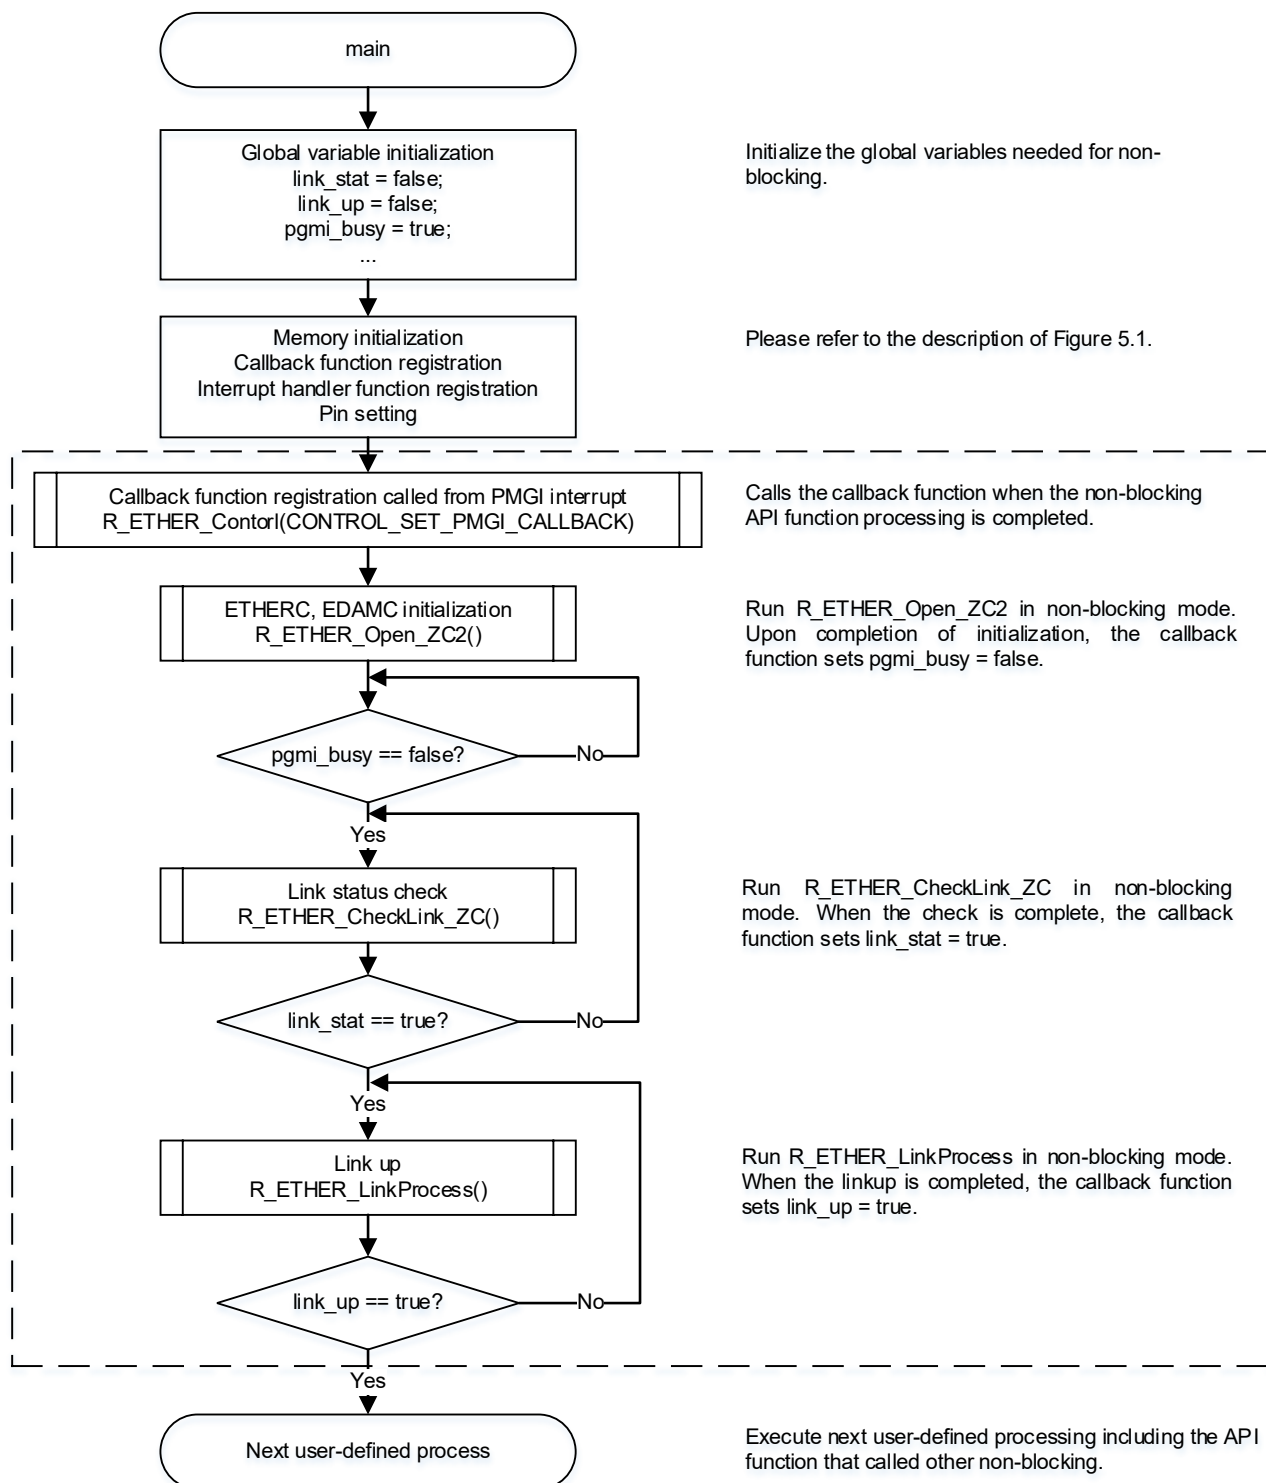 main
Global variable initialization
link_stat = false;
link_up = false;
pgmi_busy = true;
...
Initialize the global variables needed for non-
blocking.
Memory initialization
Callback function registration
Interrupt handler function registration
Pin setting
Please refer to the description of Figure 5.1.
Callback function registration called from PMGI interrupt
R_ETHER_Contorl(CONTROL_SET_PMGI_CALLBACK)
Calls the callback function when the non-blocking
API function processing is completed.
ETHERC, EDAMC initialization
R_ETHER_Open_ZC2()
Run R_ETHER_Open_ZC2 in non-blocking mode.
Upon completion of initialization, the callback
function sets pgmi_busy = false.
pgmi_busy == false?
No
Yes
Link status check
R_ETHER_CheckLink_ZC()
Run R_ETHER_CheckLink_ZC in non-blocking
mode. When the check is complete, the callback
function sets link_stat = true.
link_stat == true?
No
Yes
Link up
R_ETHER_LinkProcess()
Run R_ETHER_LinkProcess in non-blocking mode.
When the linkup is completed, the callback function
sets link_up = true.
link_up == true?
No
Yes
Next user-defined process
Execute next user-defined processing including the API
function that called other non-blocking.